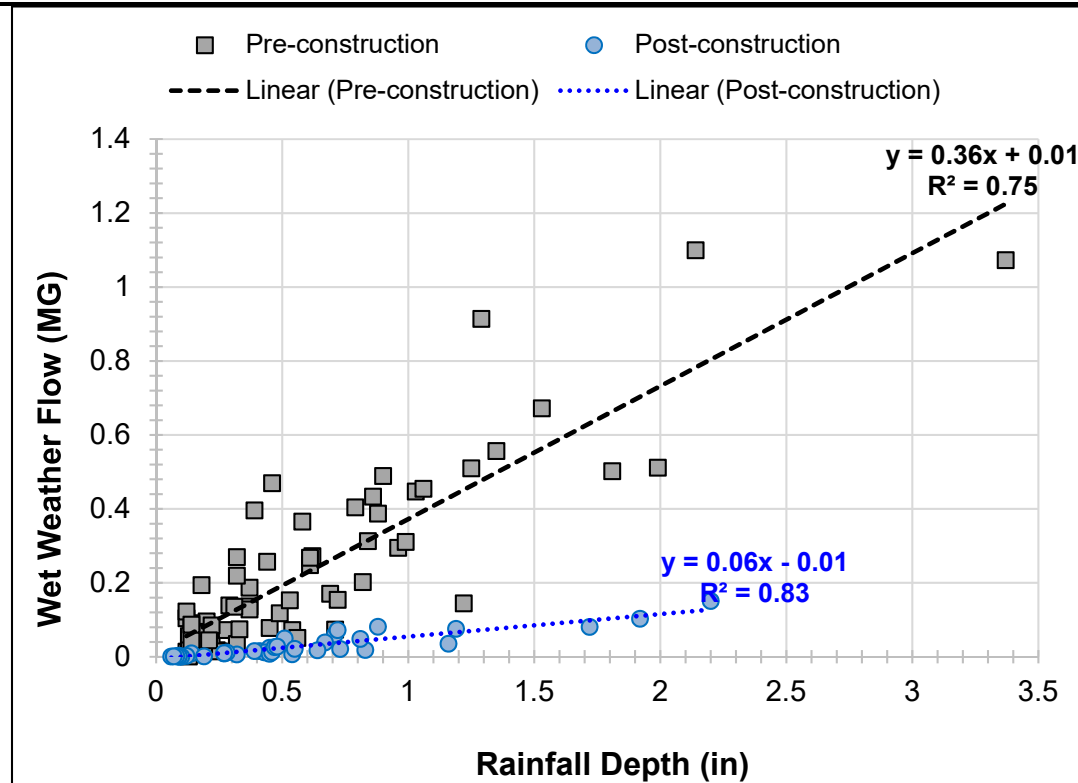 Pre-construction
Post-construction
Linear (Pre-construction)
Linear (Post-construction)
1.4
1.2
1
0.8
0.6
0.4
0.2
0
y = 0.36x + 0.01
R² = 0.75
y = 0.06x - 0.01
R² = 0.83
Wet Weather Flow (MG)
0
0.5
1
1.5
2
2.5
3
3.5
Rainfall Depth (in)